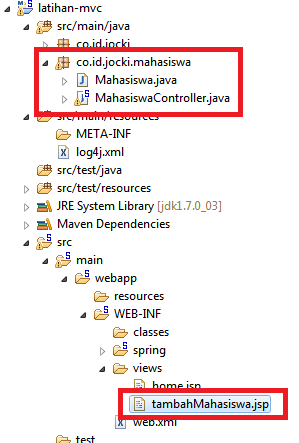 latihan-mvc
src/main/java
co.id.jocki
co.id.jocki.mahasiswa
Mahasiswa.java
MahasiswaController.java
src/main/resources
META-INF
log4j.xml
src/test/java
src/test/resources
JRE System Library [jdk1.7.0_03]
Maven Dependencies
src
main
webapp
resources
WEB-INF
classes
spring
views
home.jsp
tambahMahasiswa.jsp
web.xml
test